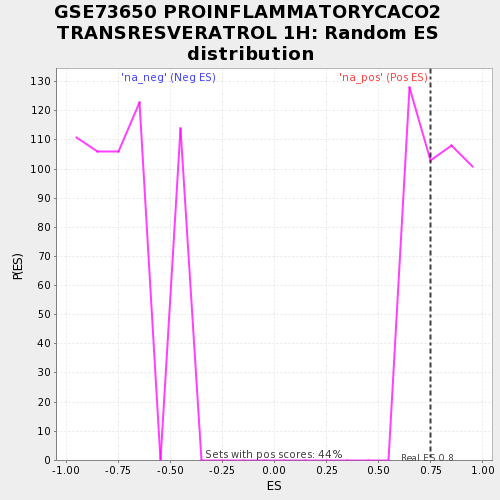 GSE73650 PROINFLAMMATORYCACO2
TRANSRESVERATROL 1H: Random ES
distribution
'na_neg' (Neg ES)
'na_pos' (Pos ES)
130
120
110
100
90
80
70
60
50
40
30
20
10
0
P(ES)
Sets with pos scores: 44%
Real ES 0.8
-1.00
-0.75
-0.50
-0.25
0.00
0.25
0.50
0.75
1.00
ES